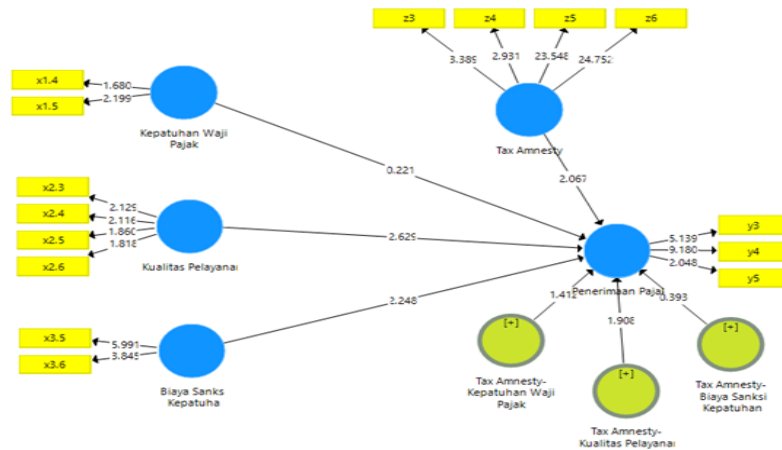 z3
z4
z5
z6
3.389
2.931
23.548
24.752
x1.4
x1.5
1.680
2.199
Kepatuhan Waji
Pajak
Tax Amnesty
0.221
2.067
x2.3
x2.4
x2.5
x2.6
2.129
2.116
1.860
1.818
Kualitas Pelayanan
2.629
y3
y4
y5
5.139
9.180
2.048
Penerimaan Pajal
x3.5
x3.6
5.991
3.845
Biaya Sanks
Kepatuha
2.248
1.412
1.908
0.393
[+]
[+]
[+]
Tax Amnesty-
Kepatuhan Waji
Pajak
Tax Amnesty-
Kualitas Pelayanan
Tax Amnesty-
Biaya Sanksi
Kepatuhan